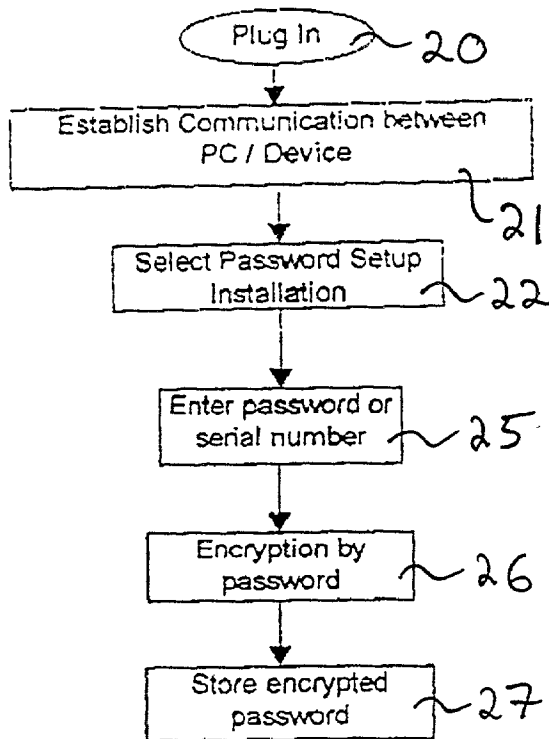 Plug In 20
Establish Communication between
PC / Device
21
Select Password Setup
Installation 22
Enter password or
serial number 25
Encryption by
password 26
Store encrypted
password 27